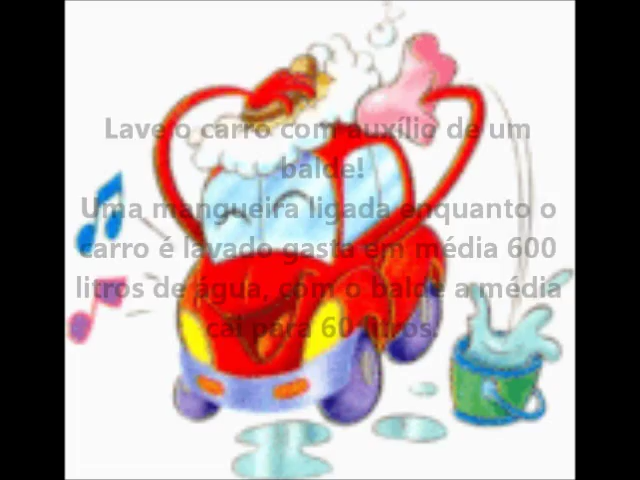 Lave o carro com auxílio de um
balde!
Uma mangueira ligada enquanto o
carro é lavado gasta em média 600
litros de água, com o balde a média
cai para 60 litros.